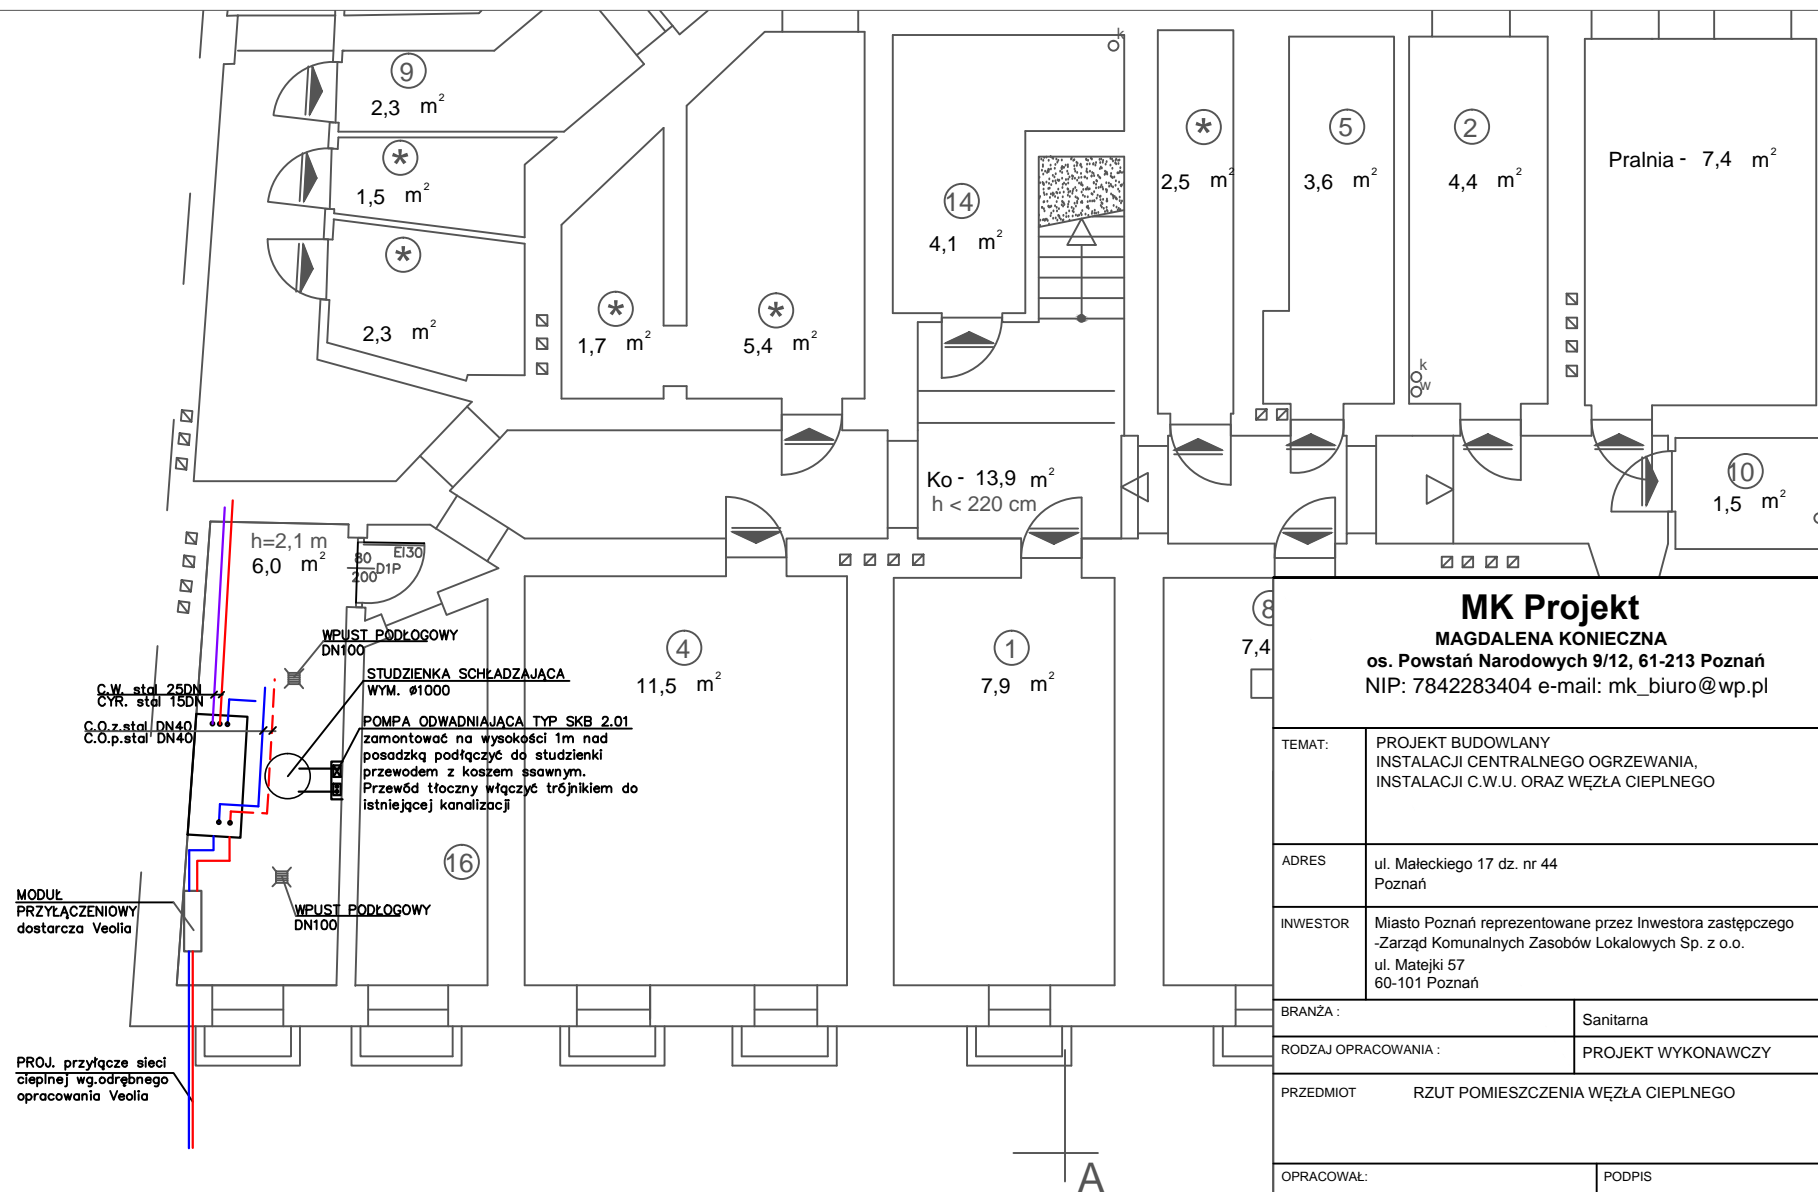 k
9
2,3 m²
*
1,5 m²
*
2,3 m²
*
1,7 m²
*
5,4 m²
14
4,1 m²
*
2,5 m²
5
3,6 m²
2
4,4 m²
Pralnia - 7,4 m²
k
w
Ko - 13,9 m²
h < 220 cm
10
1,5 m²
h=2,1 m
6,0 m²
80
200
D1P
EI30
WPUST PODŁOGOWY
DN100
STUDZIENKA SCHŁADZAJĄCA
WYM. ø1000
C.W. stal 25DN
CYR. stal 15DN
C.O.z.stal DN40
C.O.p.stal DN40
POMPA ODWADNIAJĄCA TYP SKB 2.01
zamontować na wysokości 1m nad
posadzką podłączyć do studzienki
przewodem z koszem ssawnym.
Przewód tłoczny włączyć trójnikiem do
istniejącej kanalizacji
4
11,5 m²
1
7,9 m²
8
7,4
16
WPUST PODŁOGOWY
DN100
MODUŁ
PRZYŁĄCZENIOWY
dostarcza Veolia
PROJ. przyłącze sieci
cieplnej wg.odrębnego
opracowania Veolia
A
MK Projekt
MAGDALENA KONIECZNA
os. Powstań Narodowych 9/12, 61-213 Poznań
NIP: 7842283404 e-mail: mk_biuro@wp.pl
TEMAT:
PROJEKT BUDOWLANY
INSTALACJI CENTRALNEGO OGRZEWANIA,
INSTALACJI C.W.U. ORAZ WĘZŁA CIEPLNEGO
ADRES
ul. Małeckiego 17 dz. nr 44
Poznań
INWESTOR
Miasto Poznań reprezentowane przez Inwestora zastępczego
-Zarząd Komunalnych Zasobów Lokalowych Sp. z o.o.
ul. Matejki 57
60-101 Poznań
BRANŻA :
Sanitarna
RODZAJ OPRACOWANIA :
PROJEKT WYKONAWCZY
PRZEDMIOT
RZUT POMIESZCZENIA WĘZŁA CIEPLNEGO
OPRACOWAŁ:
PODPIS